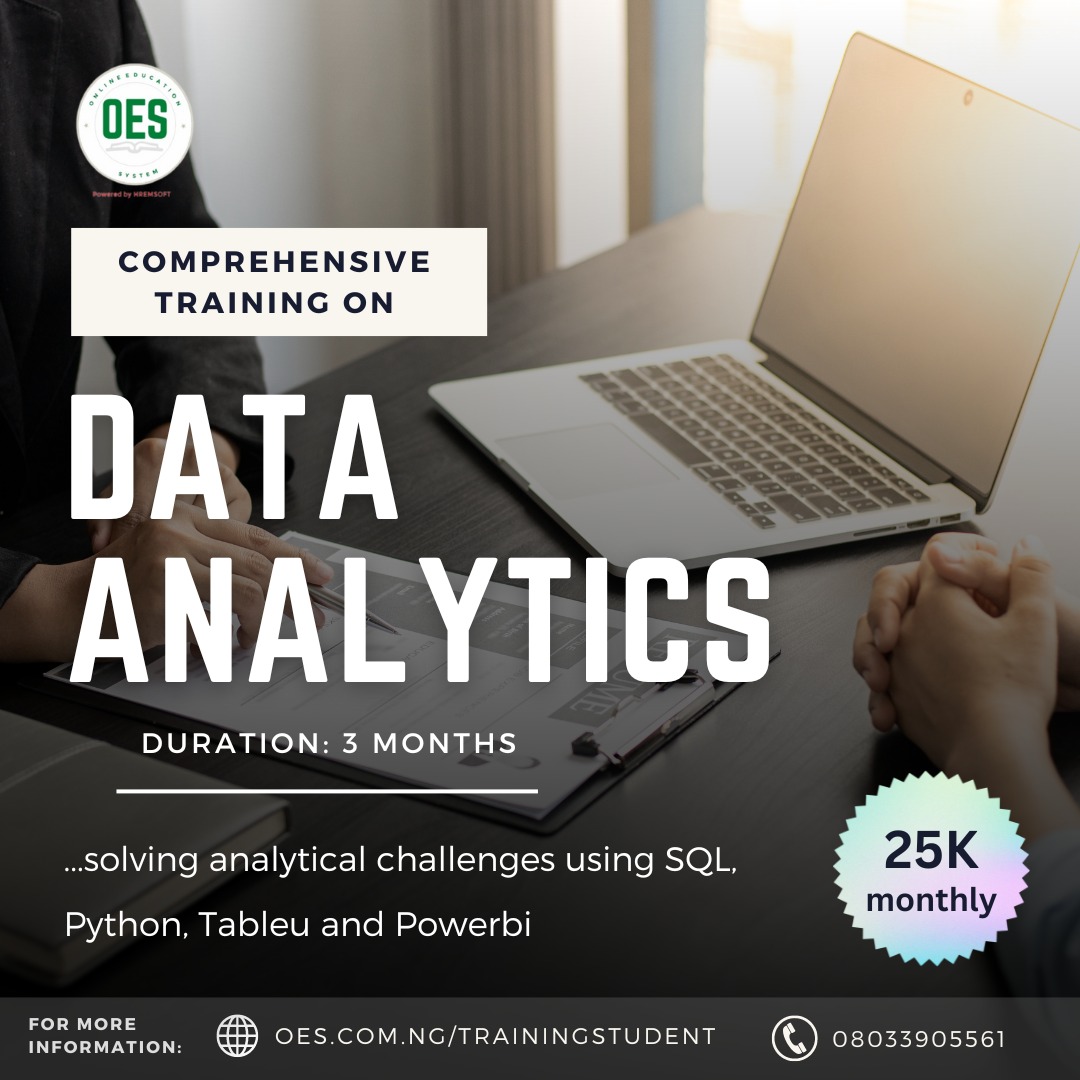 ONLINE EDUCATION
OES
SYSTEM
Powered by HREMSOFT
COMPREHENSIVE
TRAINING ON
DATA
ANALYTICS
DURATION: 3 MONTHS
...solving analytical challenges using SQL,
Python, Tableu and Powerbi
25K
monthly
FOR MORE
INFORMATION:
OES.COM.NG/TRAININGSTUDENT
08033905561